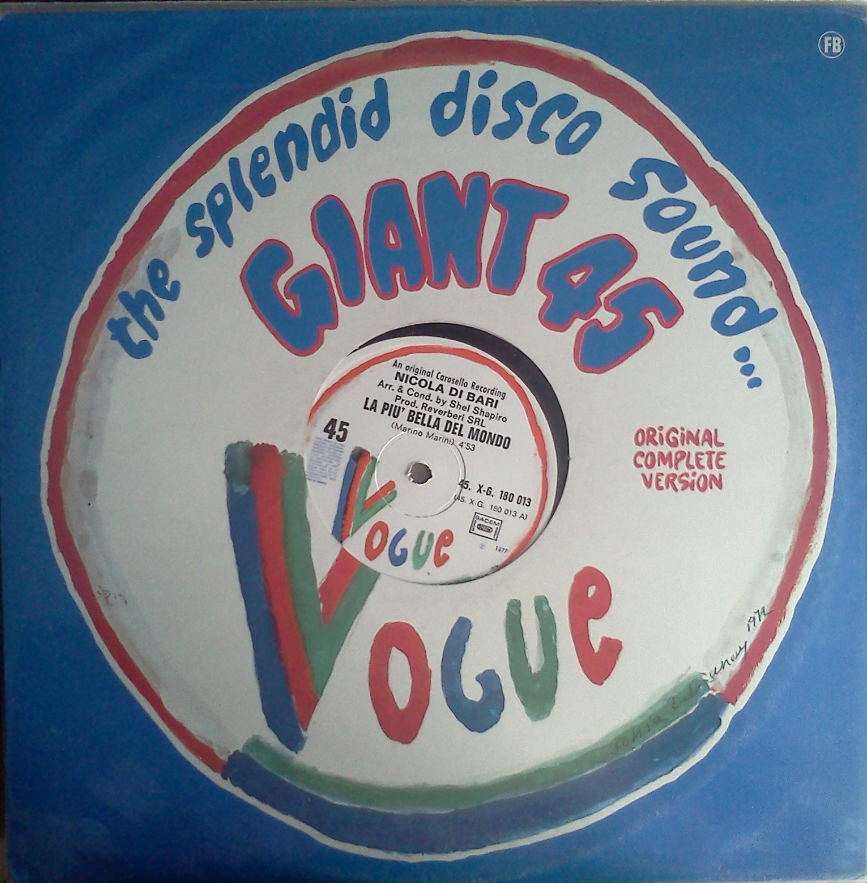 FB
the splendid disco sound...
GIANT 45
An original Carosello Recording
NICOLA DI BARI
Arr. & Cond. by Shel Shapiro
Prod. Reverberi SRL
LA PIU' BELLA DEL MONDO
(Marino Marini) 4'53
45
45. X-G. 180 013
(45. X-G. 180 013 A)
SACEM
VOGUE
ORIGINAL
COMPLETE
VERSION
VOGUE